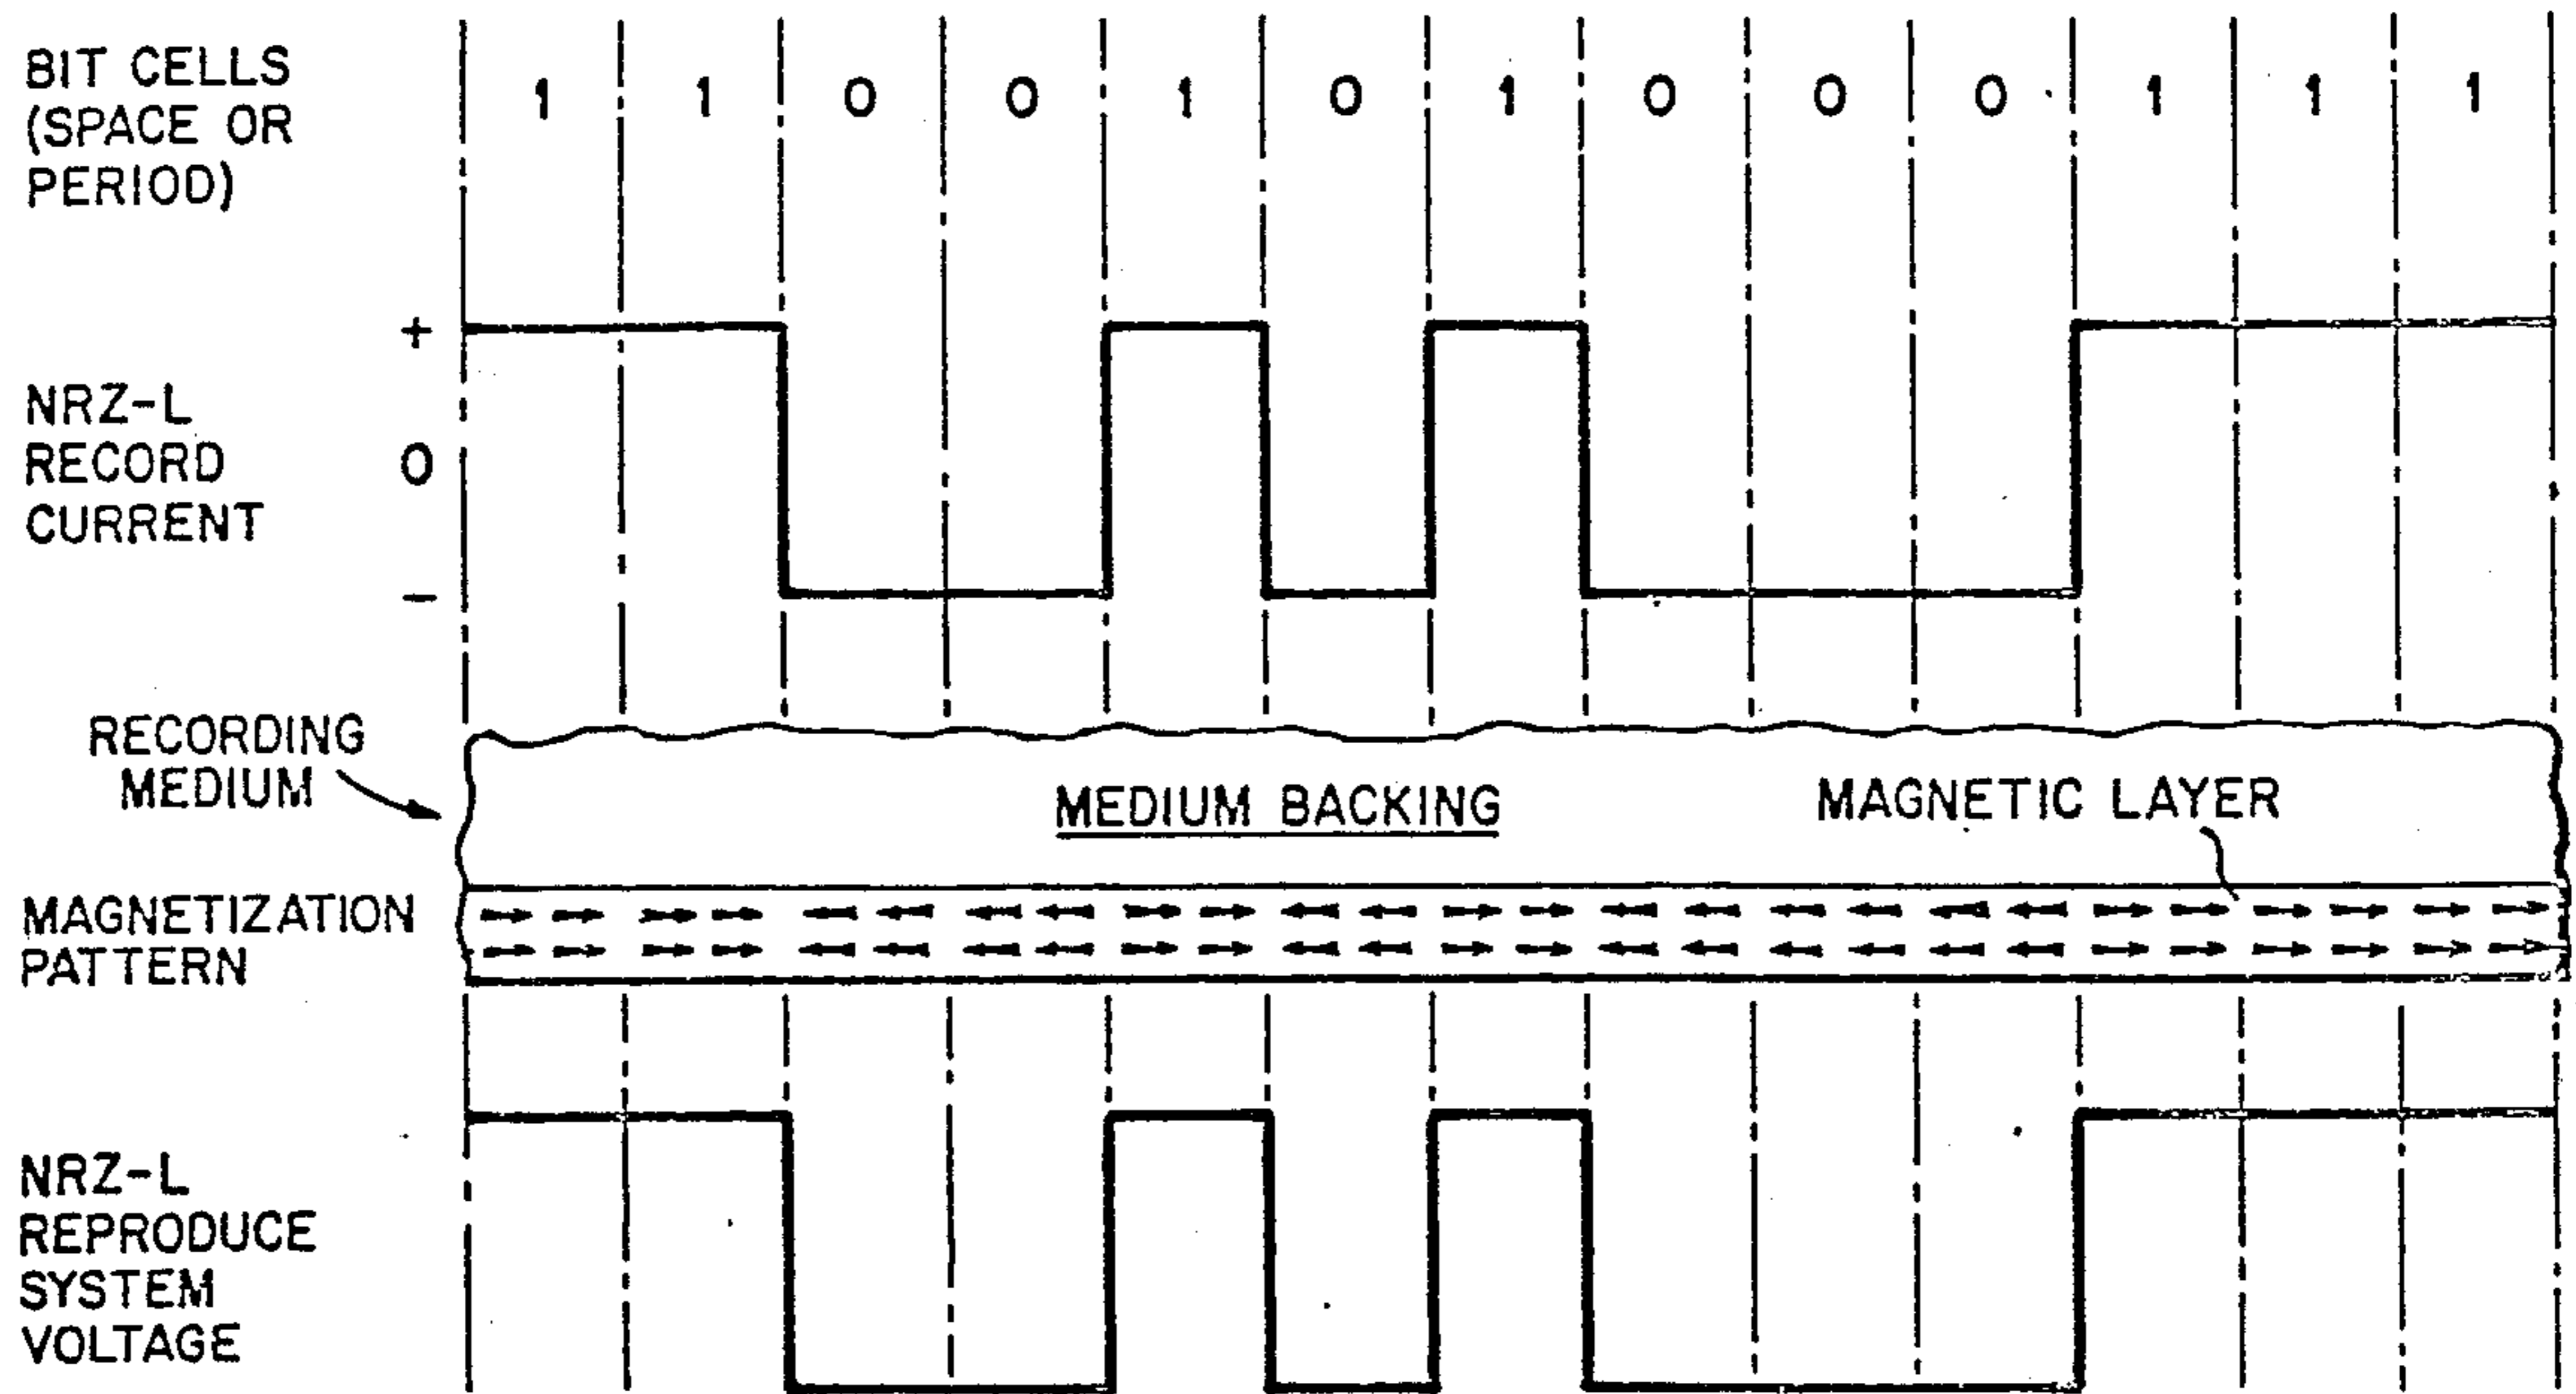 BIT CELLS
(SPACE OR
PERIOD)
1 1 0 0 1 0 1 0 0 0 1 1 1
+
NRZ-L
RECORD
CURRENT
0
−
RECORDING
MEDIUM
MEDIUM BACKING
MAGNETIC LAYER
MAGNETIZATION
PATTERN
NRZ-L
REPRODUCE
SYSTEM
VOLTAGE